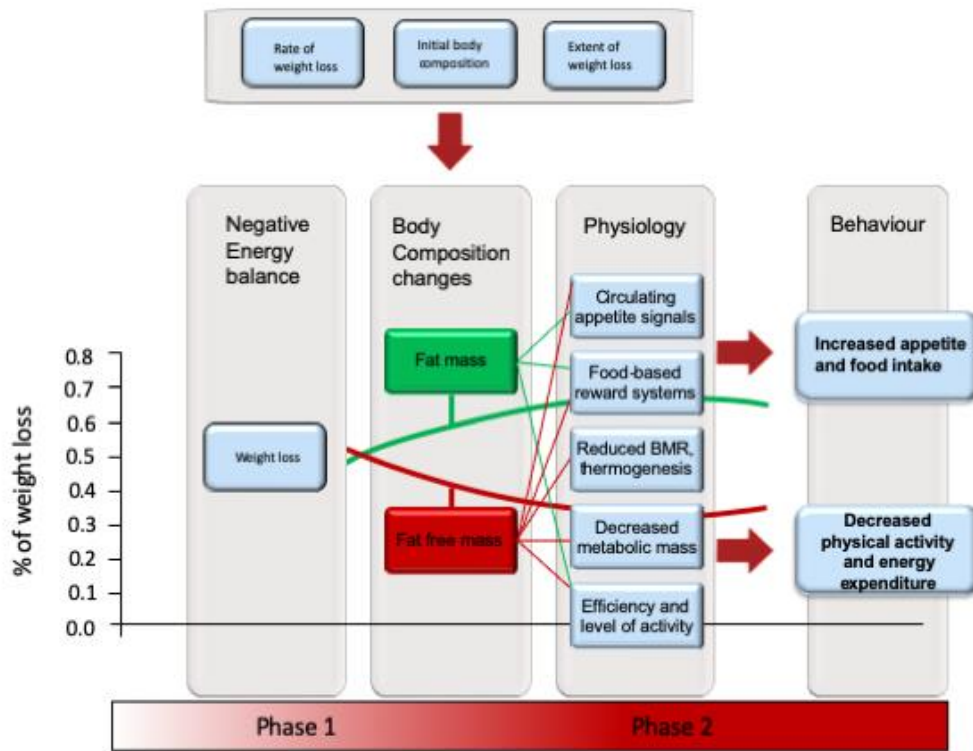 Rate of
weight loss
Initial body
composition
Extent of
weight loss
Negative
Energy
balance
Body
Composition
changes
Physiology
Behaviour
Circulating
appetite signals
Food-based
reward systems
Reduced BMR,
thermogenesis
Decreased
metabolic mass
Efficiency and
level of activity
Increased appetite
and food intake
Decreased
physical activity
and energy
expenditure
Fat mass
Fat free mass
Weight loss
% of weight loss
0.8
0.7
0.6
0.5
0.4
0.3
0.2
0.1
0.0
Phase 1
Phase 2